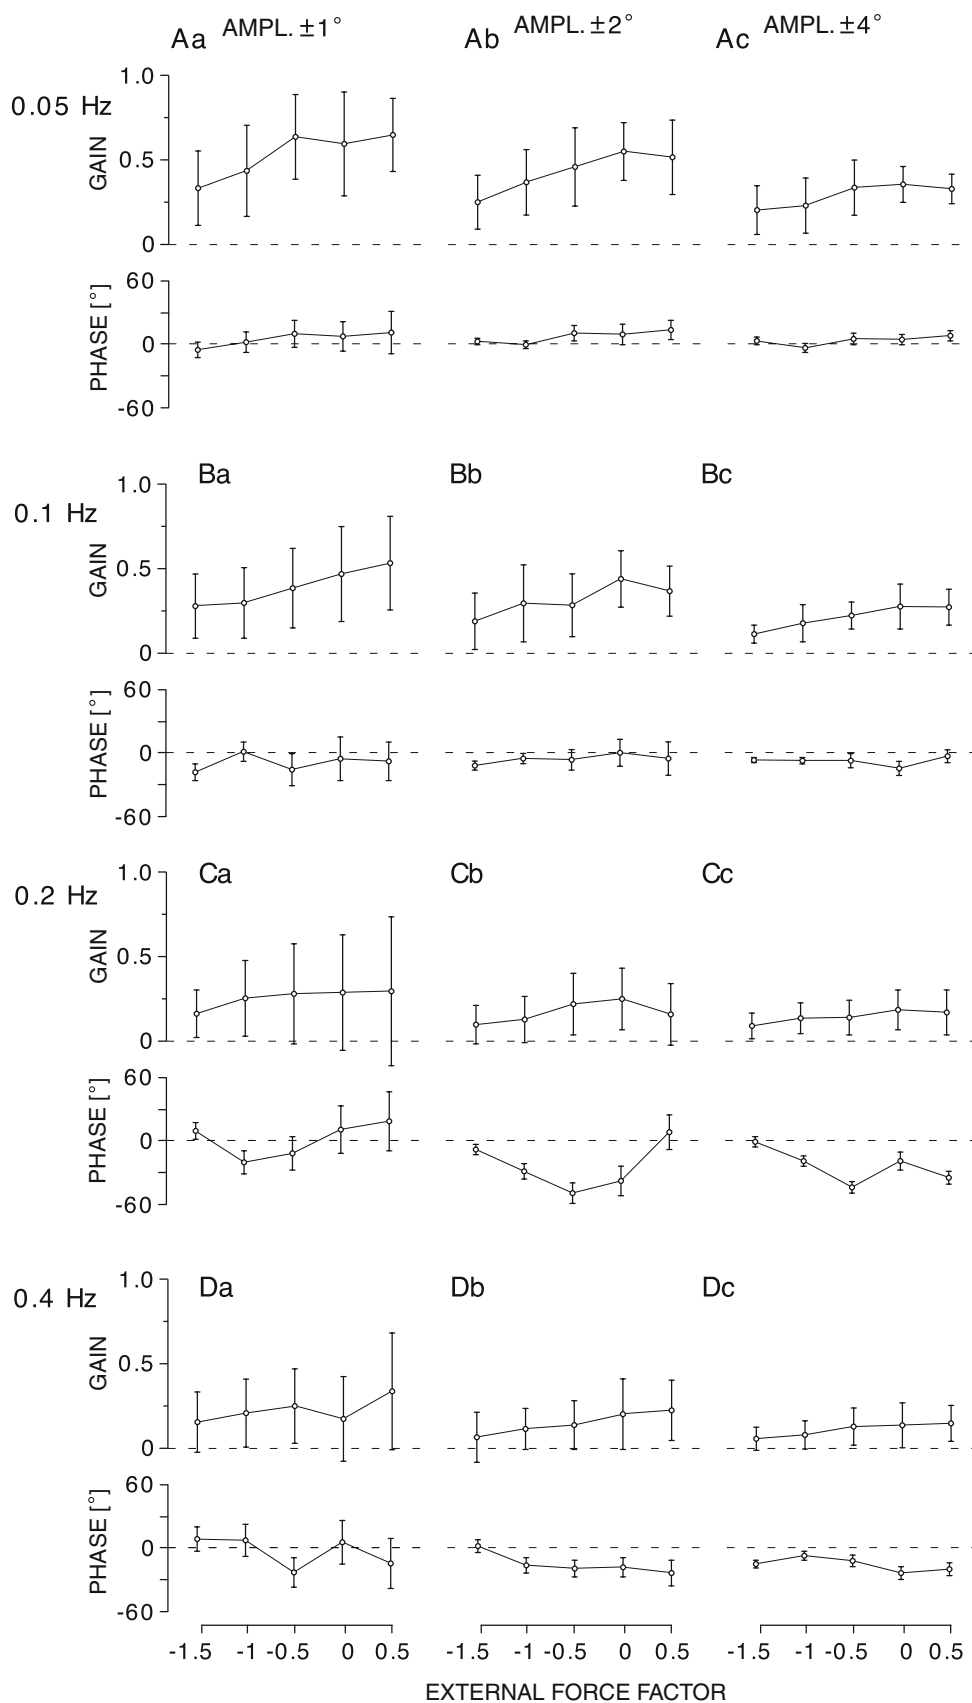 Aa AMPL. ±1° Ab AMPL. ±2° Ac AMPL. ±4°
0.05 Hz
GAIN
1.0
0.5
0
PHASE [°]
60
0
-60
Ba Bb Bc
0.1 Hz
GAIN
1.0
0.5
0
PHASE [°]
60
0
-60
Ca Cb Cc
0.2 Hz
GAIN
1.0
0.5
0
PHASE [°]
60
0
-60
Da Db Dc
0.4 Hz
GAIN
1.0
0.5
0
PHASE [°]
60
0
-60
-1.5 -1 -0.5 0 0.5 -1.5 -1 -0.5 0 0.5 -1.5 -1 -0.5 0 0.5
EXTERNAL FORCE FACTOR